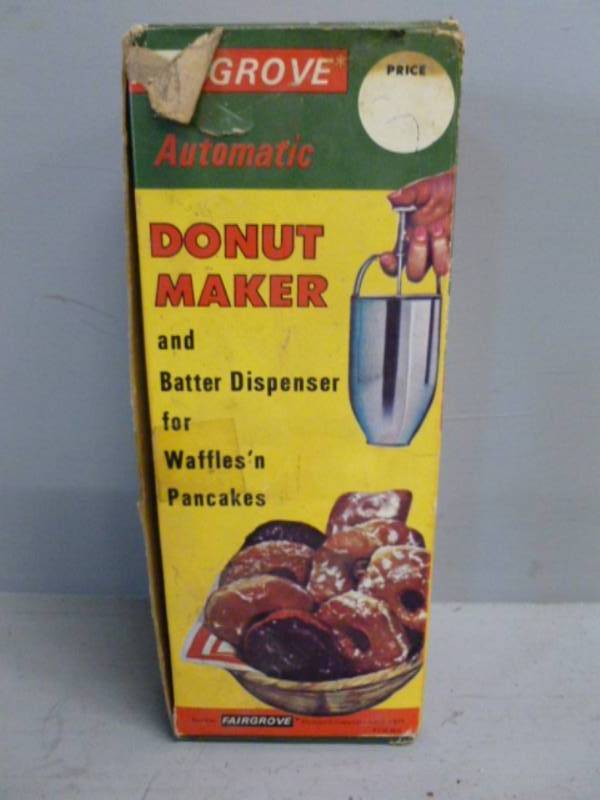 GROVE*
PRICE
Automatic
DONUT
MAKER
and
Batter Dispenser
for
Waffles'n
Pancakes
FAIRGROVE*